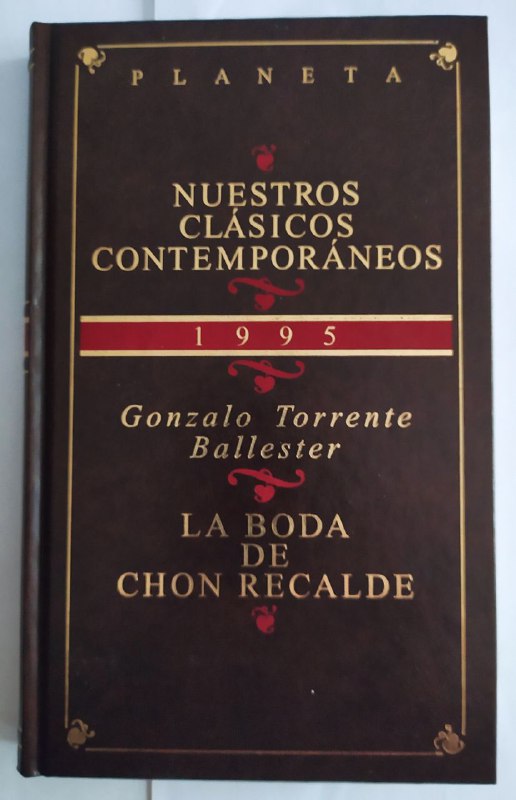 PLANETA
NUESTROS
CLÁSICOS
CONTEMPORÁNEOS
1995
Gonzalo Torrente
Ballester
LA BODA
DE
CHON RECALDE